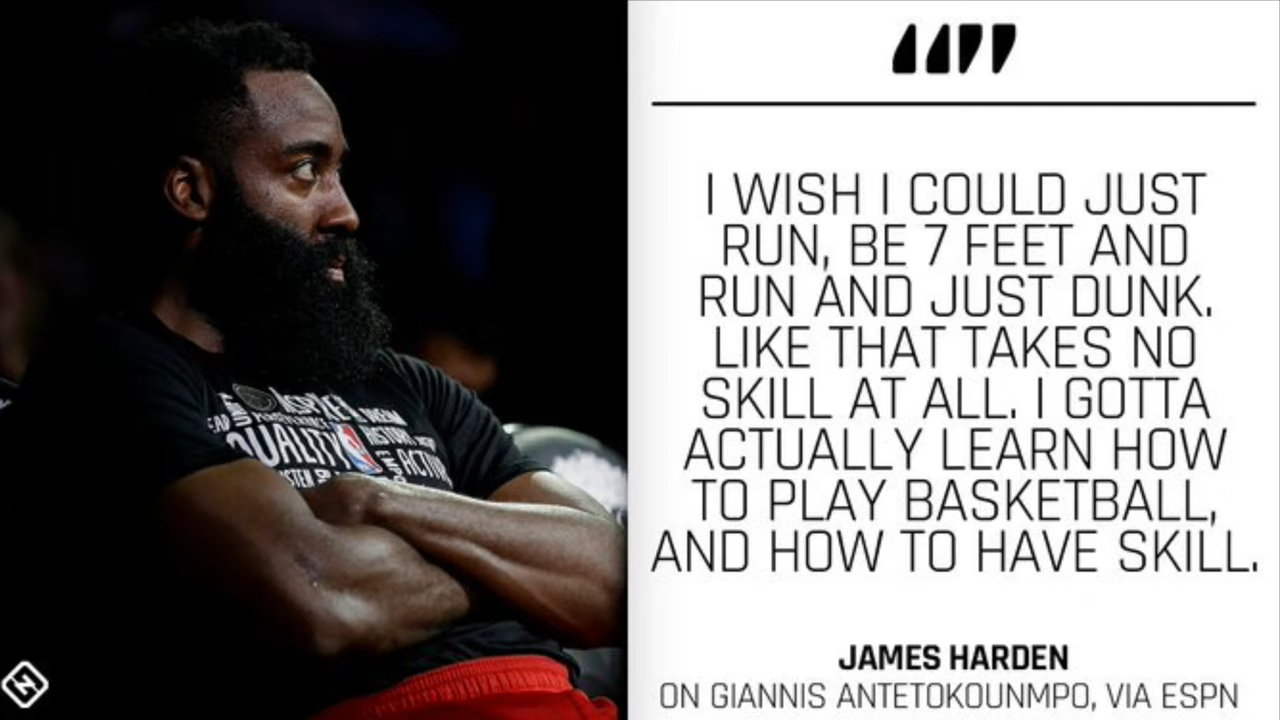 I WISH I COULD JUST
RUN, BE 7 FEET AND
RUN AND JUST DUNK.
LIKE THAT TAKES NO
SKILL AT ALL. I GOTTA
ACTUALLY LEARN HOW
TO PLAY BASKETBALL,
AND HOW TO HAVE SKILL.
JAMES HARDEN
ON GIANNIS ANTETOKOUNMPO, VIA ESPN
QUALITY
HISTORY